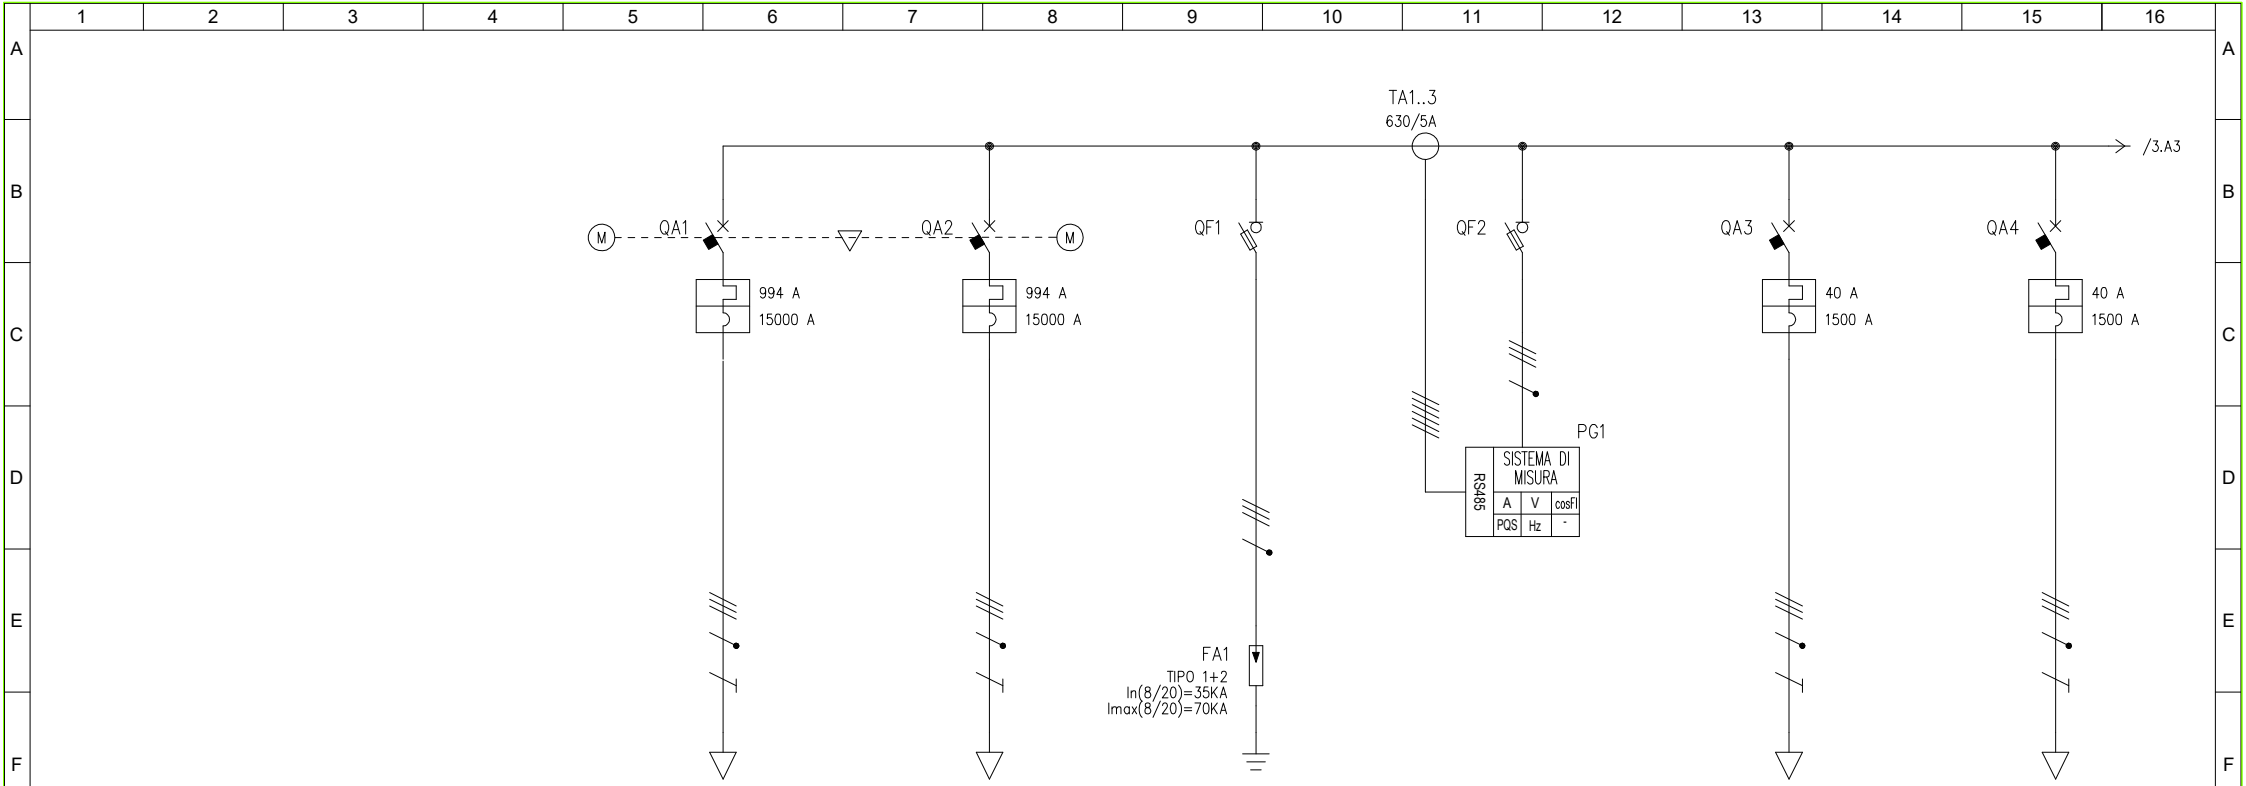 1 2 3 4 5 6 7 8 9 10 11 12 13 14 15 16
A A
TA1..3
630/5A
/3.A3
B B
M QA1 QA2 M QF1 QF2 QA3 QA4
994 A 994 A 40 A 40 A
15000 A 15000 A 1500 A 1500 A
C C
PG1
SISTEMA DI
MISURA
RS485
A V cosFI
PQS Hz -
D D
E E
FA1
TIPO 1+2
In(8/20)=35KA
Imax(8/20)=70KA
F F